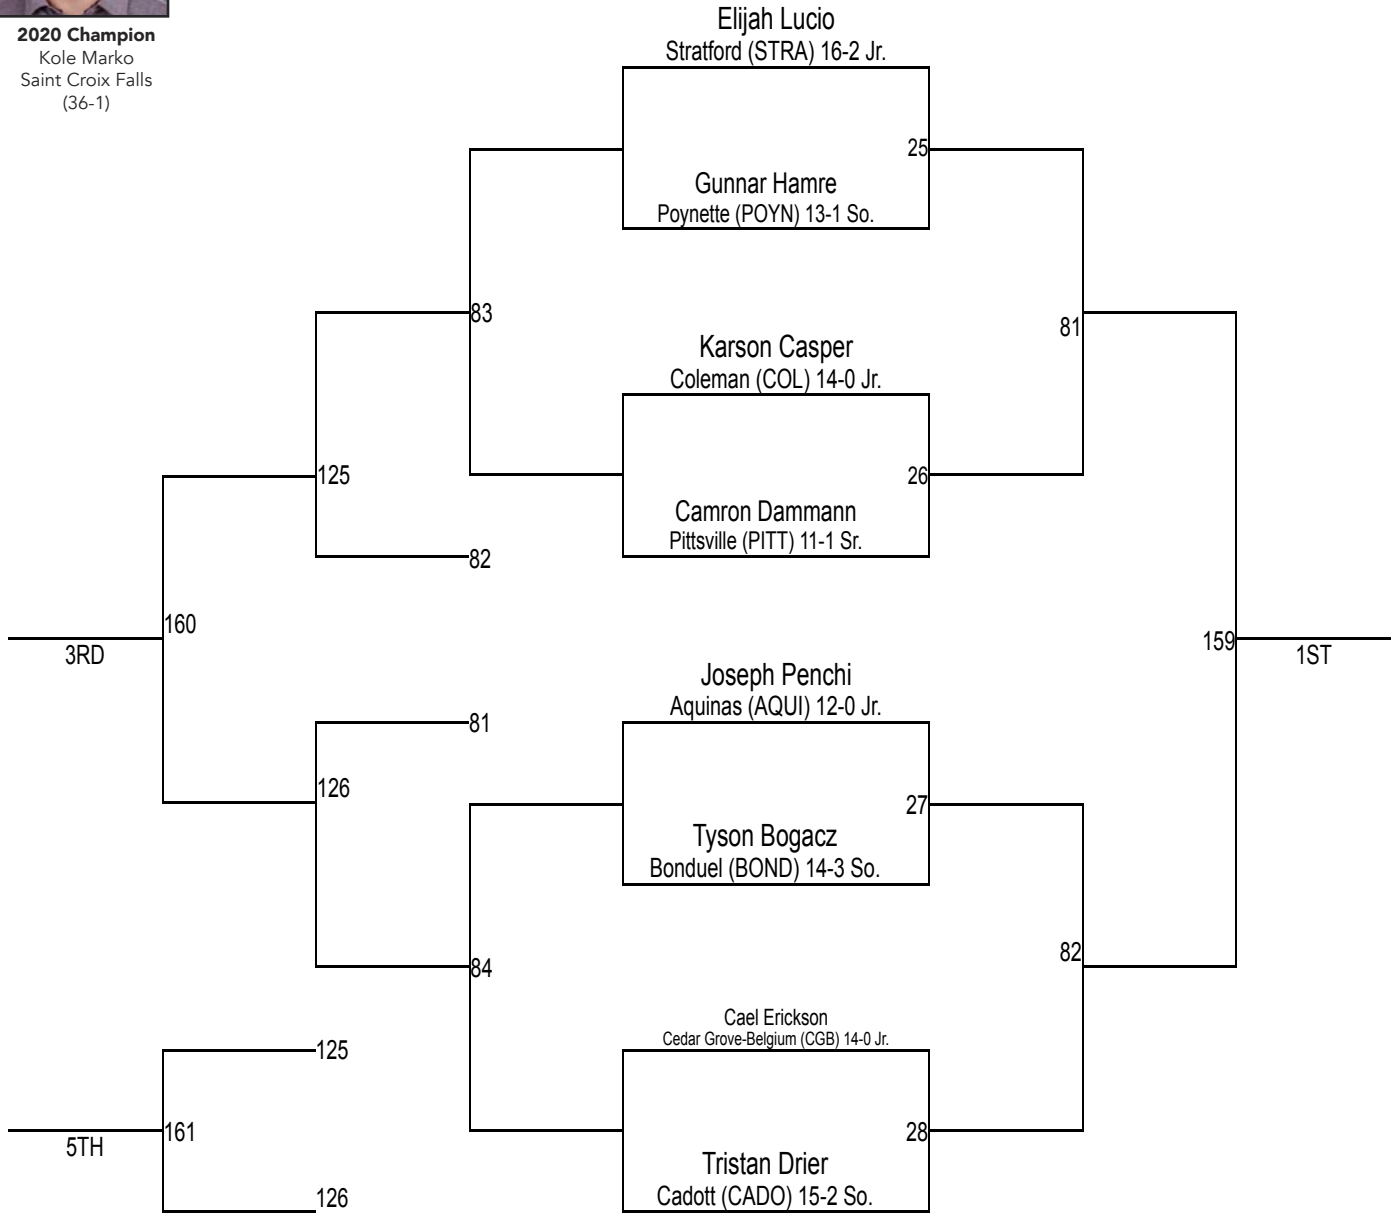 2020 Champion
Kole Marko
Saint Croix Falls
(36-1)
Elijah Lucio
Stratford (STRA) 16-2 Jr.
25
Gunnar Hamre
Poynette (POYN) 13-1 So.
83
81
Karson Casper
Coleman (COL) 14-0 Jr.
125
26
Camron Dammann
Pittsville (PITT) 11-1 Sr.
82
160
3RD
159
1ST
Joseph Penchi
Aquinas (AQUI) 12-0 Jr.
81
126
27
Tyson Bogacz
Bonduel (BOND) 14-3 So.
84
82
Cael Erickson
Cedar Grove-Belgium (CGB) 14-0 Jr.
125
161
5TH
28
Tristan Drier
Cadott (CADO) 15-2 So.
126